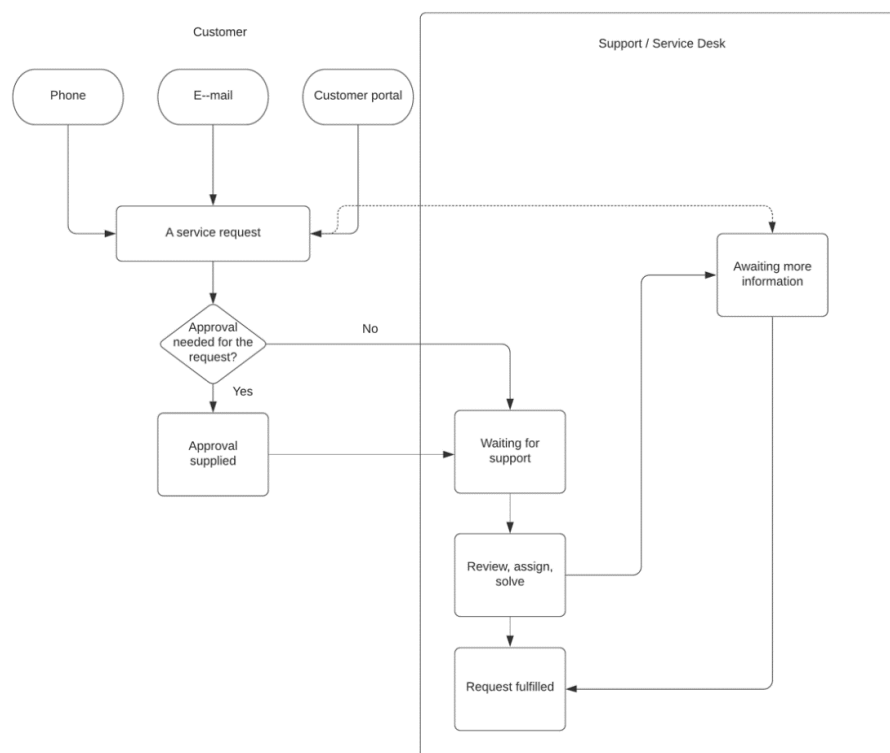 Customer
Support / Service Desk
Phone
E--mail
Customer portal
A service request
Awaiting more
information
Approval
needed for the
request?
No
Yes
Approval
supplied
Waiting for
support
Review, assign,
solve
Request fulfilled